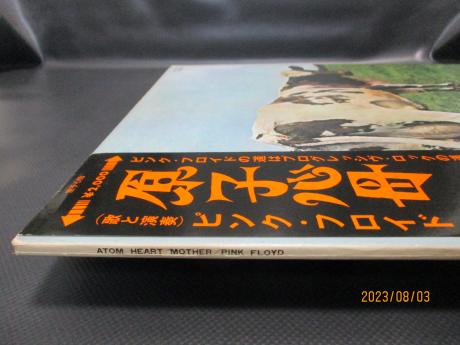 ピンク・フロイドの道はプログレッシヴ・ロックの道
原子心母
¥2,000
(歌と演奏) ピンク・フロイド
ATOM HEART MOTHER/PINK FLOYD
2023/08/03